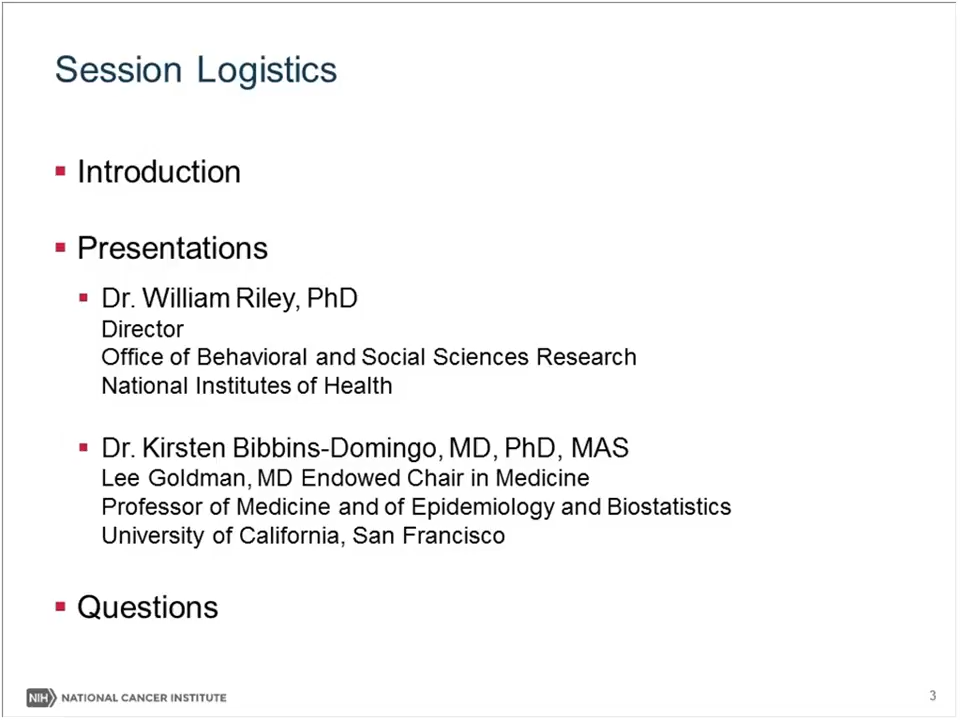 Session Logistics
Introduction
Presentations
Dr. William Riley, PhD
Director
Office of Behavioral and Social Sciences Research
National Institutes of Health
Dr. Kirsten Bibbins-Domingo, MD, PhD, MAS
Lee Goldman, MD Endowed Chair in Medicine
Professor of Medicine and of Epidemiology and Biostatistics
University of California, San Francisco
Questions
NIH NATIONAL CANCER INSTITUTE
3